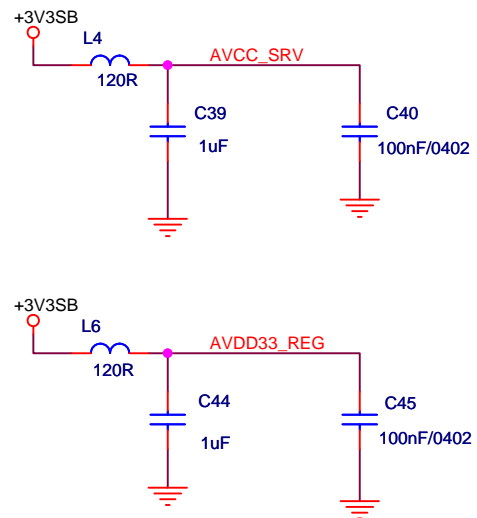 +3V3SB
L4
AVCC_SRV
120R
C39
C40
1uF
100nF/0402
+3V3SB
L6
AVDD33_REG
120R
C44
C45
1uF
100nF/0402